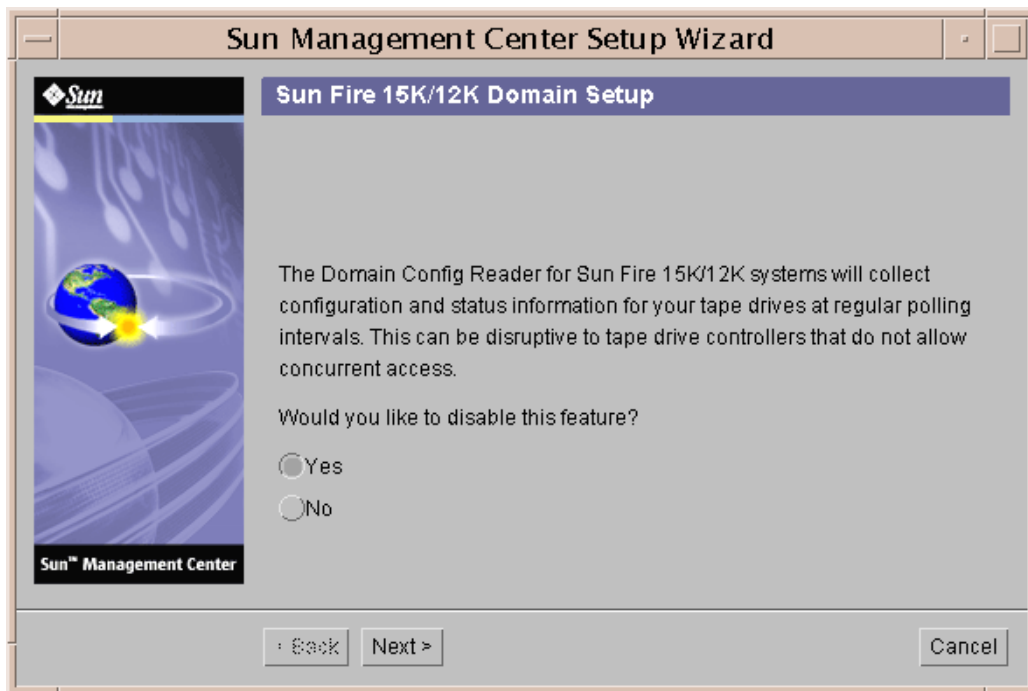 Sun Management Center Setup Wizard
Sun
Sun Fire 15K/12K Domain Setup
The Domain Config Reader for Sun Fire 15K/12K systems will collect
configuration and status information for your tape drives at regular polling
intervals. This can be disruptive to tape drive controllers that do not allow
concurrent access.
Would you like to disable this feature?
Yes
No
Sun™ Management Center
< Back Next > Cancel